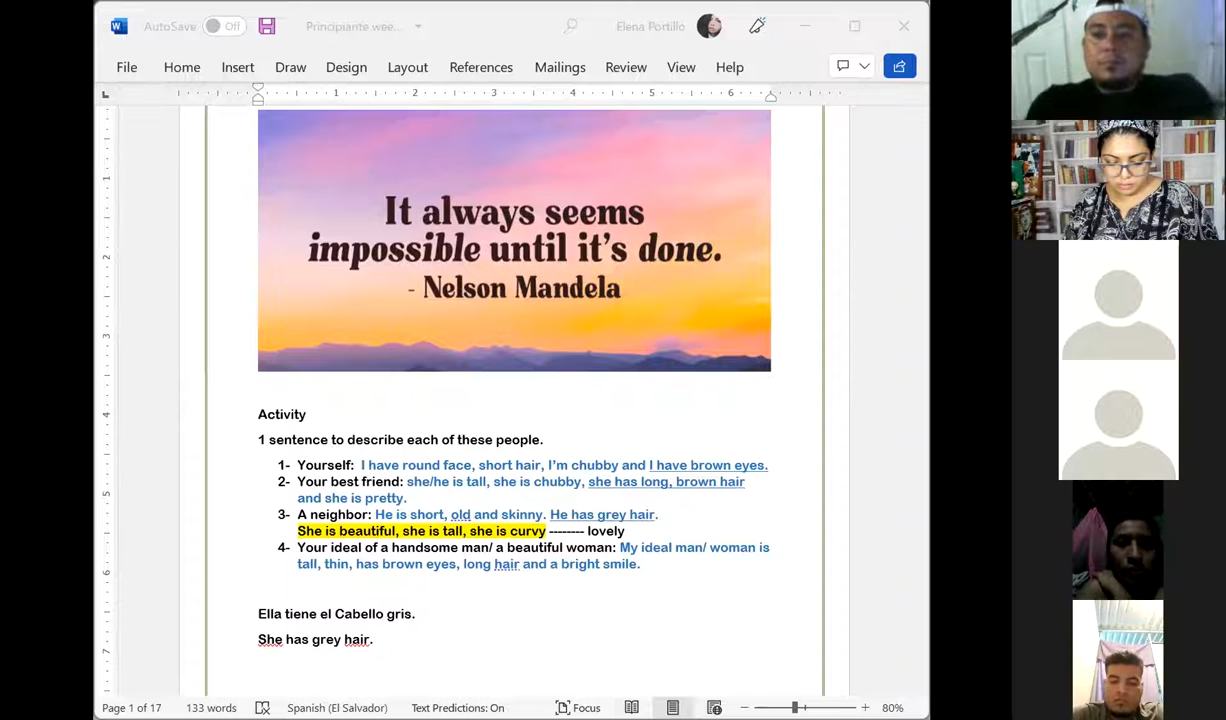 AutoSave Off Principiante wee... Elena Portillo
File Home Insert Draw Design Layout References Mailings Review View Help
1 2 3 4 5 6
It always seems
impossible until it's done.
- Nelson Mandela
Activity
1 sentence to describe each of these people.
1- Yourself: I have round face, short hair, I'm chubby and I have brown eyes.
2- Your best friend: she/he is tall, she is chubby, she has long, brown hair
and she is pretty.
3- A neighbor: He is short, old and skinny. He has grey hair.
She is beautiful, she is tall, she is curvy -------- lovely
4- Your ideal of a handsome man/ a beautiful woman: My ideal man/ woman is
tall, thin, has brown eyes, long hair and a bright smile.
Ella tiene el Cabello gris.
She has grey hair.
Page 1 of 17 133 words Spanish (El Salvador) Text Predictions: On Focus 80%